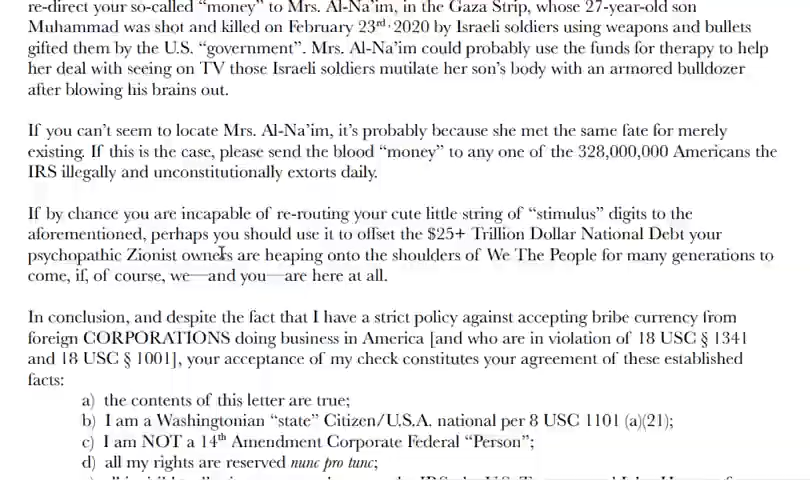 re-direct your so-called “money” to Mrs. Al-Na’im, in the Gaza Strip, whose 27-year-old son
Muhammad was shot and killed on February 23rd, 2020 by Israeli soldiers using weapons and bullets
gifted them by the U.S. “government”. Mrs. Al-Na’im could probably use the funds for therapy to help
her deal with seeing on TV those Israeli soldiers mutilate her son’s body with an armored bulldozer
after blowing his brains out.
If you can’t seem to locate Mrs. Al-Na’im, it’s probably because she met the same fate for merely
existing. If this is the case, please send the blood “money” to any one of the 328,000,000 Americans the
IRS illegally and unconstitutionally extorts daily.
If by chance you are incapable of re-routing your cute little string of “stimulus” digits to the
aforementioned, perhaps you should use it to offset the $25+ Trillion Dollar National Debt your
psychopathic Zionist owners are heaping onto the shoulders of We The People for many generations to
come, if, of course, we—and you—are here at all.
In conclusion, and despite the fact that I have a strict policy against accepting bribe currency from
foreign CORPORATIONS doing business in America [and who are in violation of 18 USC § 1341
and 18 USC § 1001], your acceptance of my check constitutes your agreement of these established
facts:
a) the contents of this letter are true;
b) I am a Washingtonian “state” Citizen/U.S.A. national per 8 USC 1101 (a)(21);
c) I am NOT a 14th Amendment Corporate Federal “Person”;
d) all my rights are reserved nunc pro tunc;